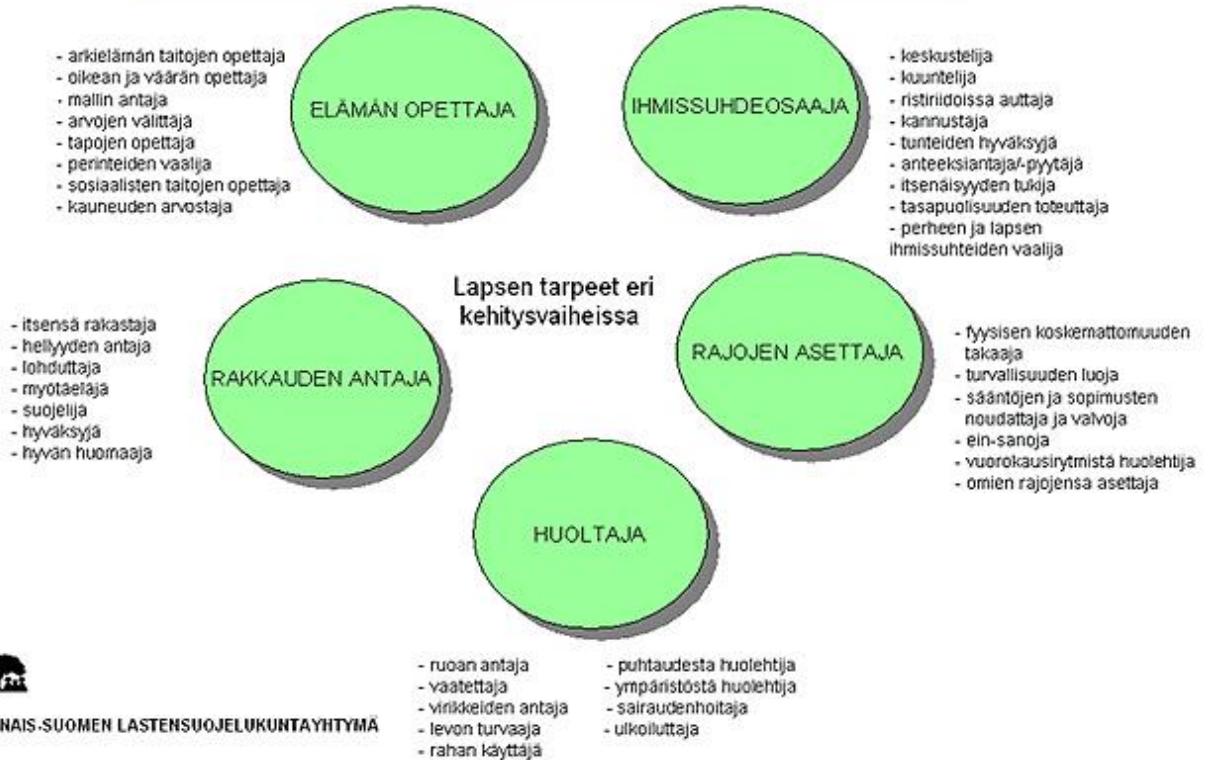 - arkielämän taitojen opettaja
- oikean ja väärän opettaja
- mallin antaja
- arvojen välittäjä
- tapojen opettaja
- perinteiden vaalija
- sosiaalisten taitojen opettaja
- kauneuden arvostaja
ELÄMÄN OPETTAJA
IHMISSUHDEOSAAJA
- keskustelija
- kuuntelija
- ristiriidoissa auttaja
- kannustaja
- tunteiden hyväksyjä
- anteeksiantaja/-pyytäjä
- itsenäisyyden tukija
- tasapuolisuuden toteuttaja
- perheen ja lapsen
ihmissuhteiden vaalija
Lapsen tarpeet eri
kehitysvaiheissa
- itsensä rakastaja
- hellyyden antaja
- lohduttaja
- myötäeläjä
- suojelija
- hyväksyjä
- hyvän huomaaja
RAKKAUDEN ANTAJA
RAJOJEN ASETTAJA
- fyysisen koskemattomuuden
takaaja
- turvallisuuden luoja
- sääntöjen ja sopimusten
noudattaja ja valvoja
- ein-sanoja
- vuorokausirytmistä huolehtija
- omien rajojensa asettaja
HUOLTAJA
- ruoan antaja
- vaatettaja
- virikkeiden antaja
- levon turvaaja
- rahan käyttäjä
- puhtaudesta huolehtija
- ympäristöstä huolehtija
- sairaudenhoitaja
- ulkoiluttaja
NAIS-SUOMEN LASTENSUOJELUKUNTAYHTYMÄ